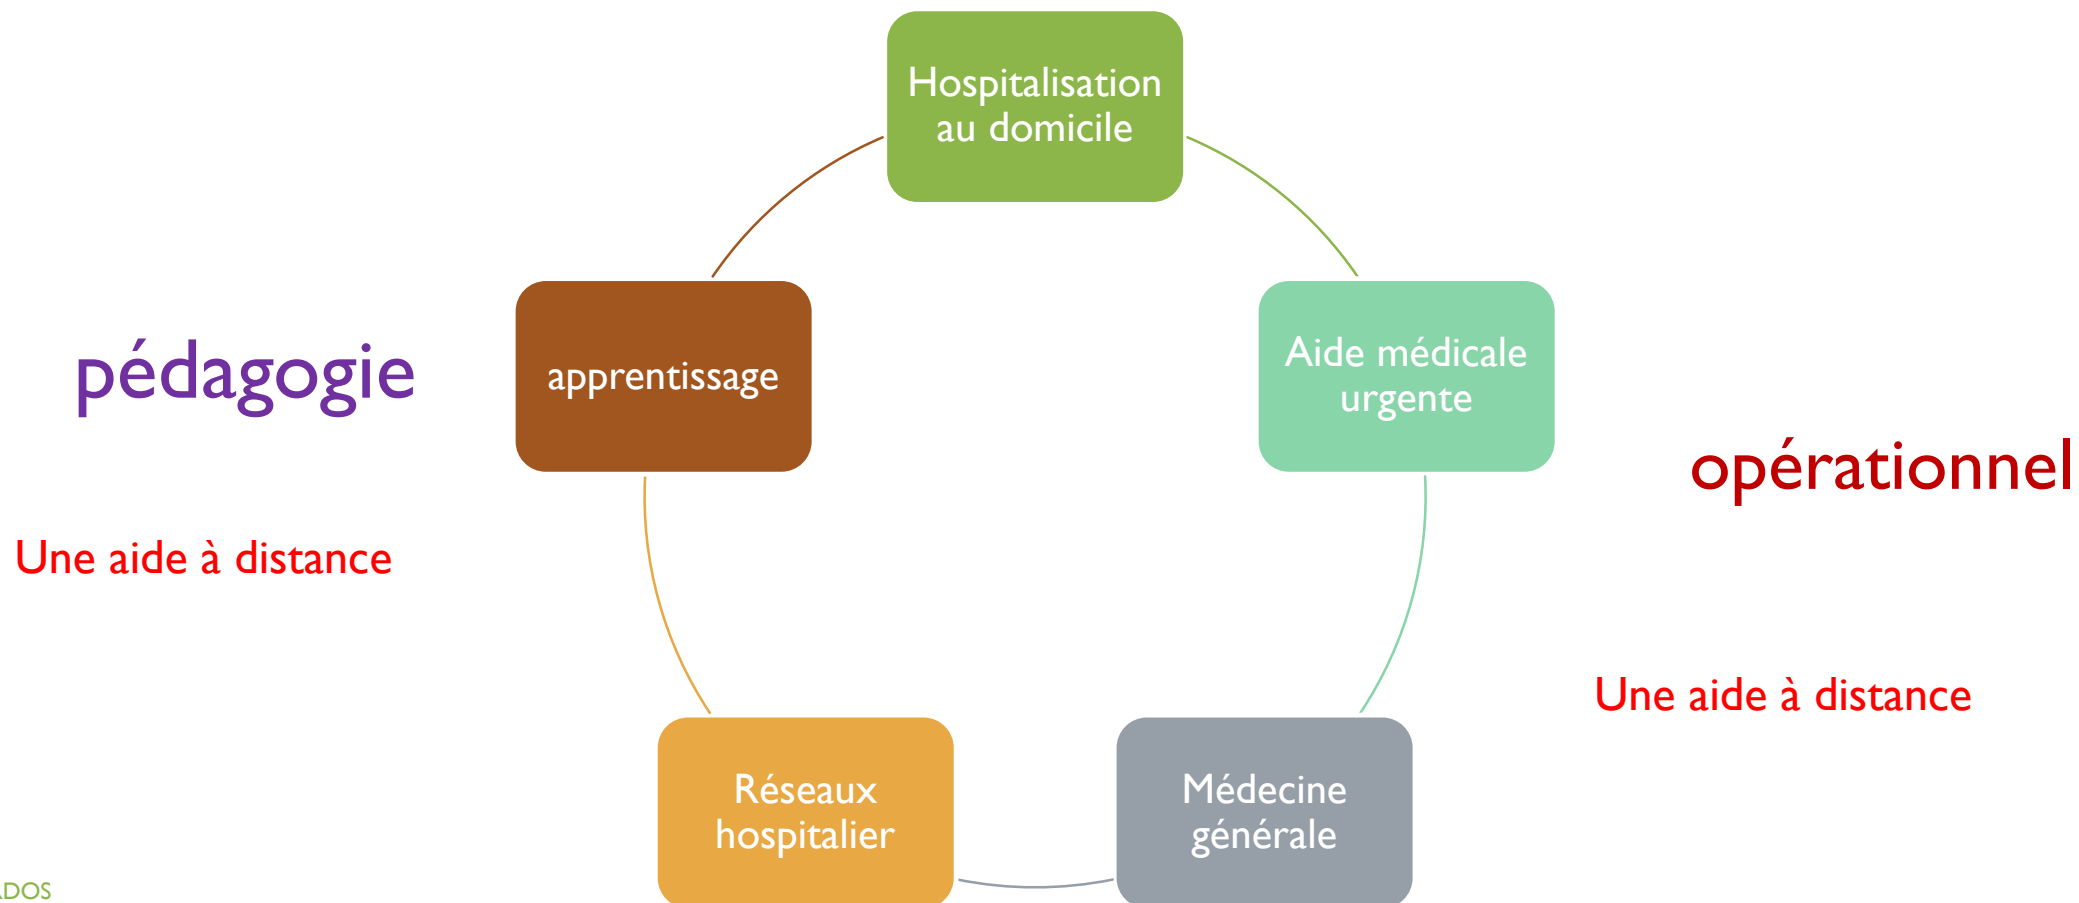 Hospitalisation
au domicile
pédagogie
apprentissage
Aide médicale
urgente
opérationnel
Une aide à distance
Une aide à distance
Réseaux
hospitalier
Médecine
générale